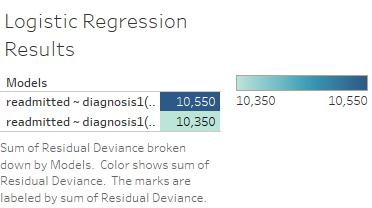 Logistic Regression
Results
Models
readmitted ~ diagnosis1(.. 10,550
readmitted ~ diagnosis1(.. 10,350
10,350 10,550
Sum of Residual Deviance broken
down by Models. Color shows sum of
Residual Deviance. The marks are
labeled by sum of Residual Deviance.